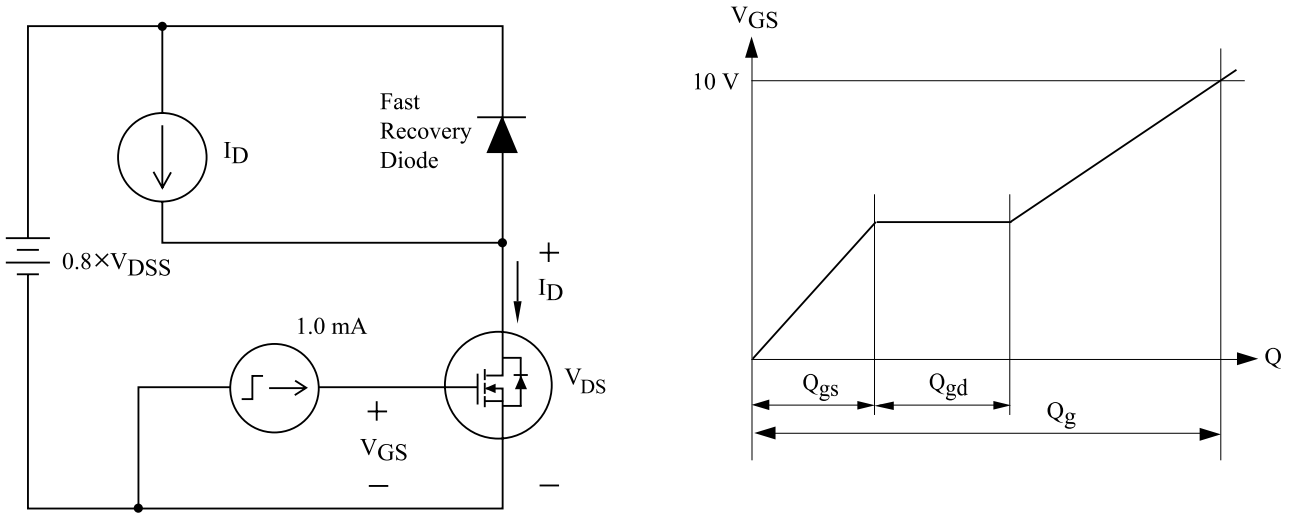 Fast
Recovery
Diode
I_D
0.8×V_DSS
+
I_D
1.0 mA
V_DS
+
V_GS
−
−
V_GS
10 V
Q
Q_gs
Q_gd
Q_g